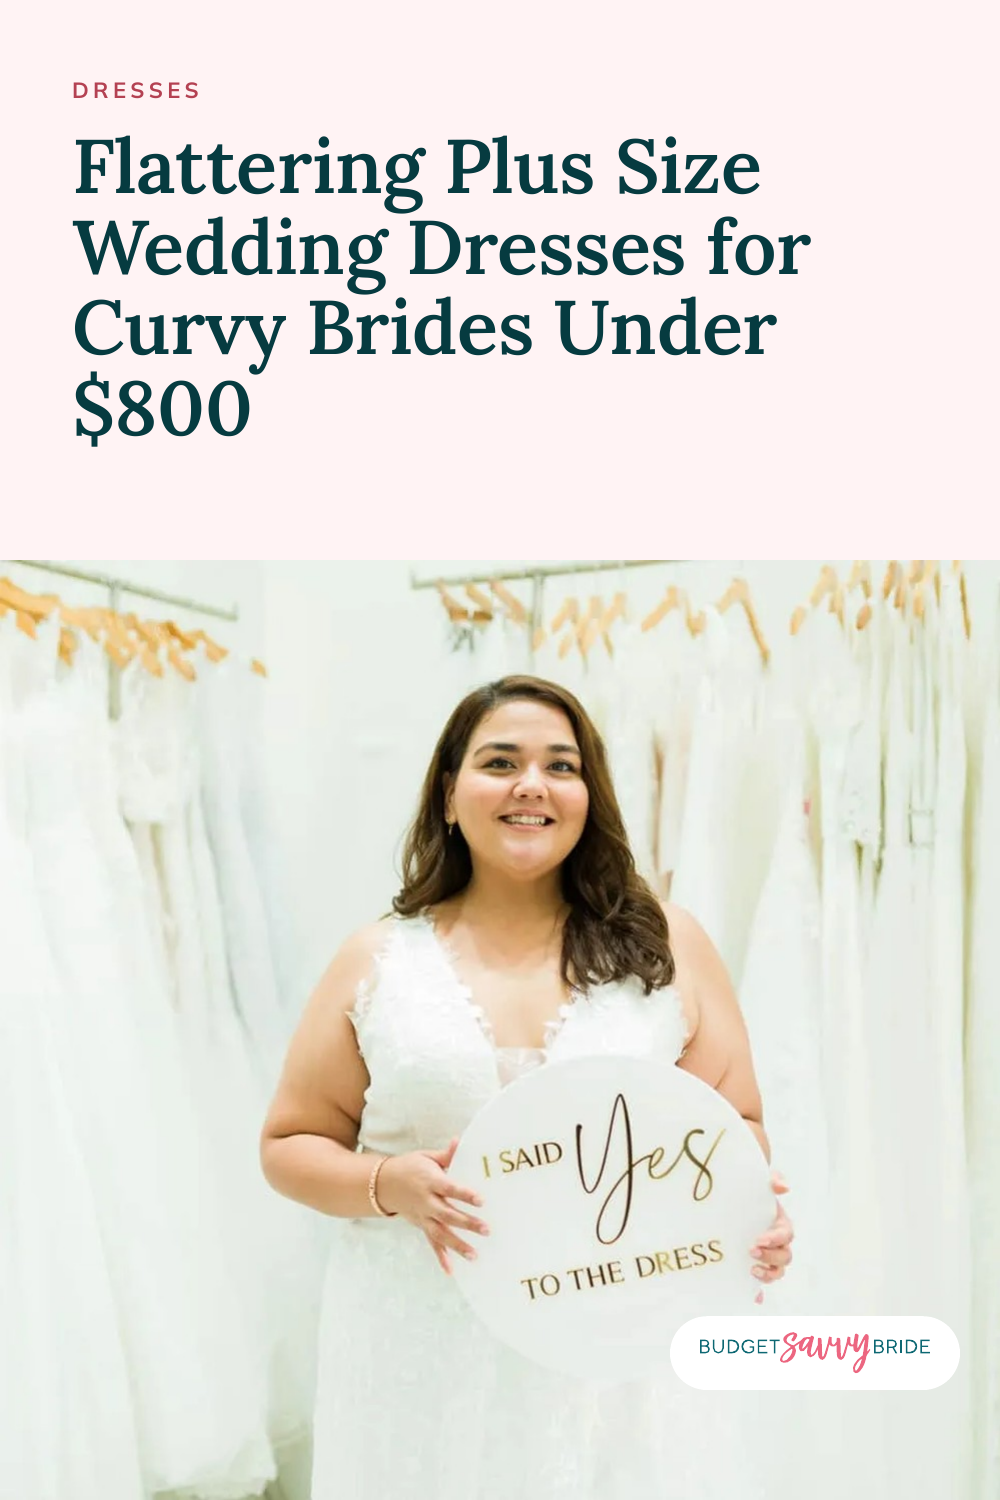 DRESSES
Flattering Plus Size
Wedding Dresses for
Curvy Brides Under
$800
I SAID Yes
TO THE DRESS
BUDGET Savvy BRIDE